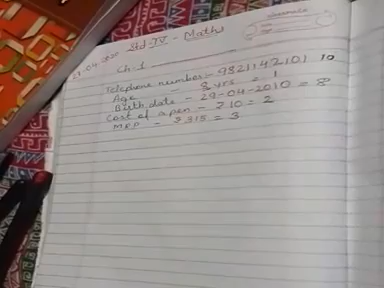 Std-IV - Maths
Ch-1
Telephone number:- 9821142101 10
Age - 8 yrs = 1
Birth date - 29-04-2010 = 8
Cost of a pen - ₹10 = 2
MRP - ₹315 = 3